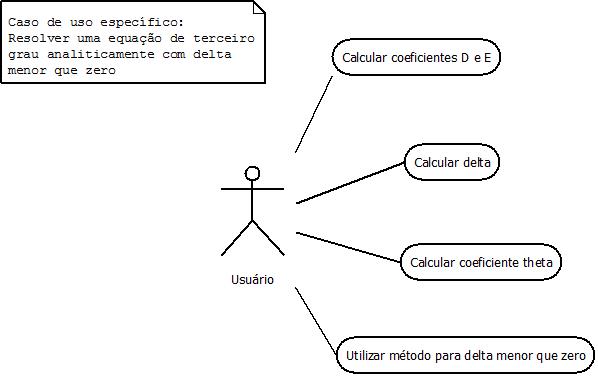 Caso de uso específico:
Resolver uma equação de terceiro
grau analiticamente com delta
menor que zero
Calcular coeficientes D e E
Calcular delta
Calcular coeficiente theta
Usuário
Utilizar método para delta menor que zero